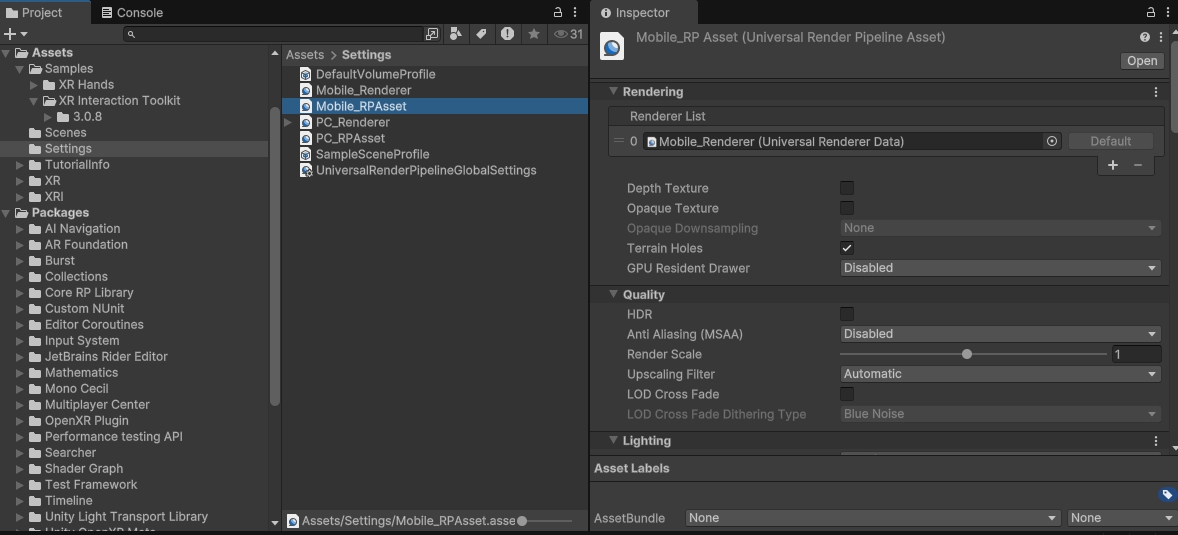 Project
Console
31
Assets
Samples
XR Hands
XR Interaction Toolkit
3.0.8
Scenes
Settings
TutorialInfo
XR
XRI
Packages
AI Navigation
AR Foundation
Burst
Collections
Core RP Library
Custom NUnit
Editor Coroutines
Input System
JetBrains Rider Editor
Mathematics
Mono Cecil
Multiplayer Center
OpenXR Plugin
Performance testing API
Searcher
Shader Graph
Test Framework
Timeline
Unity Light Transport Library
Unity OpenXR Meta
Assets > Settings
DefaultVolumeProfile
Mobile_Renderer
Mobile_RPAsset
PC_Renderer
PC_RPAsset
SampleSceneProfile
UniversalRenderPipelineGlobalSettings
Assets/Settings/Mobile_RPAsset.asse
Inspector
Mobile_RP Asset (Universal Render Pipeline Asset)
Open
Rendering
Renderer List
0 Mobile_Renderer (Universal Renderer Data) Default
Depth Texture
Opaque Texture
Opaque Downsampling None
Terrain Holes
GPU Resident Drawer Disabled
Quality
HDR
Anti Aliasing (MSAA) Disabled
Render Scale 1
Upscaling Filter Automatic
LOD Cross Fade
LOD Cross Fade Dithering Type Blue Noise
Lighting
Asset Labels
AssetBundle None None